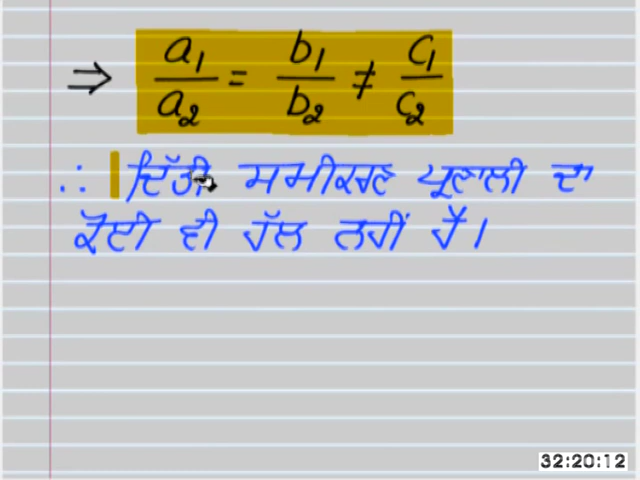 ⇒ a₁/a₂ = b₁/b₂ ≠ c₁/c₂
∴ ਦਿੱਤੀ ਸਮੀਕਰਣ ਪ੍ਰਣਾਲੀ ਦਾ
ਕੋਈ ਵੀ ਹੱਲ ਨਹੀਂ ਹੈ।
32:20:12